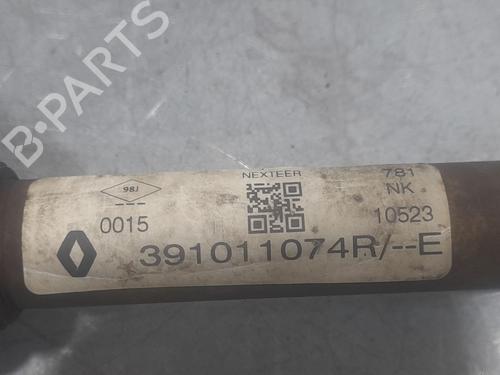 B-PARTS
NEXTEER
781
98J
NK
---
0015
10523
391011074R/--E